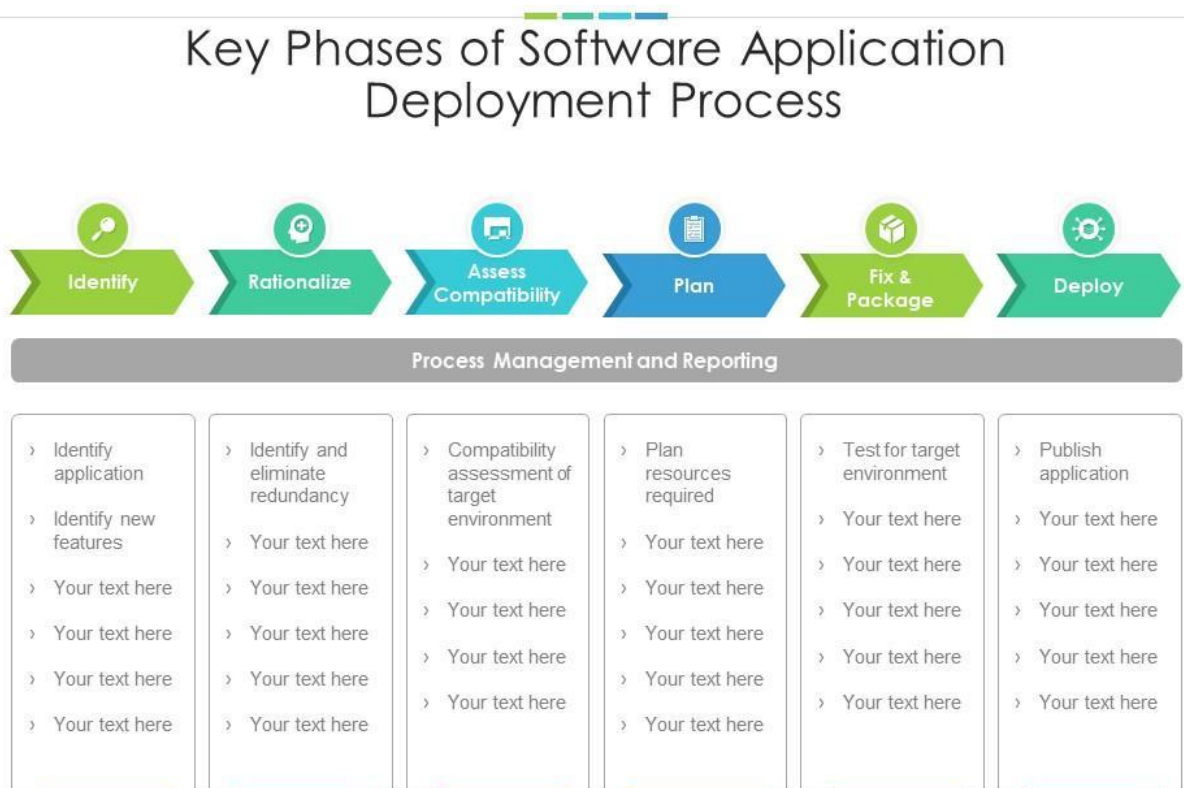 Key Phases of Software Application
Deployment Process
Identify
Rationalize
Assess
Compatibility
Plan
Fix &
Package
Deploy
Process Management and Reporting
› Identify
application
› Identify new
features
› Your text here
› Your text here
› Your text here
› Your text here
› Identify and
eliminate
redundancy
› Your text here
› Your text here
› Your text here
› Your text here
› Your text here
› Compatibility
assessment of
target
environment
› Your text here
› Your text here
› Your text here
› Your text here
› Plan
resources
required
› Your text here
› Your text here
› Your text here
› Your text here
› Your text here
› Test for target
environment
› Your text here
› Your text here
› Your text here
› Your text here
› Your text here
› Publish
application
› Your text here
› Your text here
› Your text here
› Your text here
› Your text here